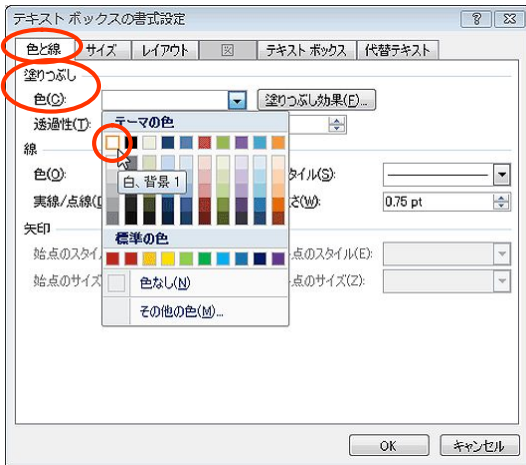 テキスト ボックスの書式設定
色と線 サイズ レイアウト 図 テキスト ボックス 代替テキスト
塗りつぶし
色(C): 塗りつぶし効果(F)...
透過性(T):
テーマの色
線
色(O): タイル(S):
白、背景 1
実線/点線( さ(W): 0.75 pt
矢印
標準の色
始点のスタイ 点のスタイル(E):
始点のサイズ 色なし(N) 点のサイズ(Z):
その他の色(M)...
OK キャンセル